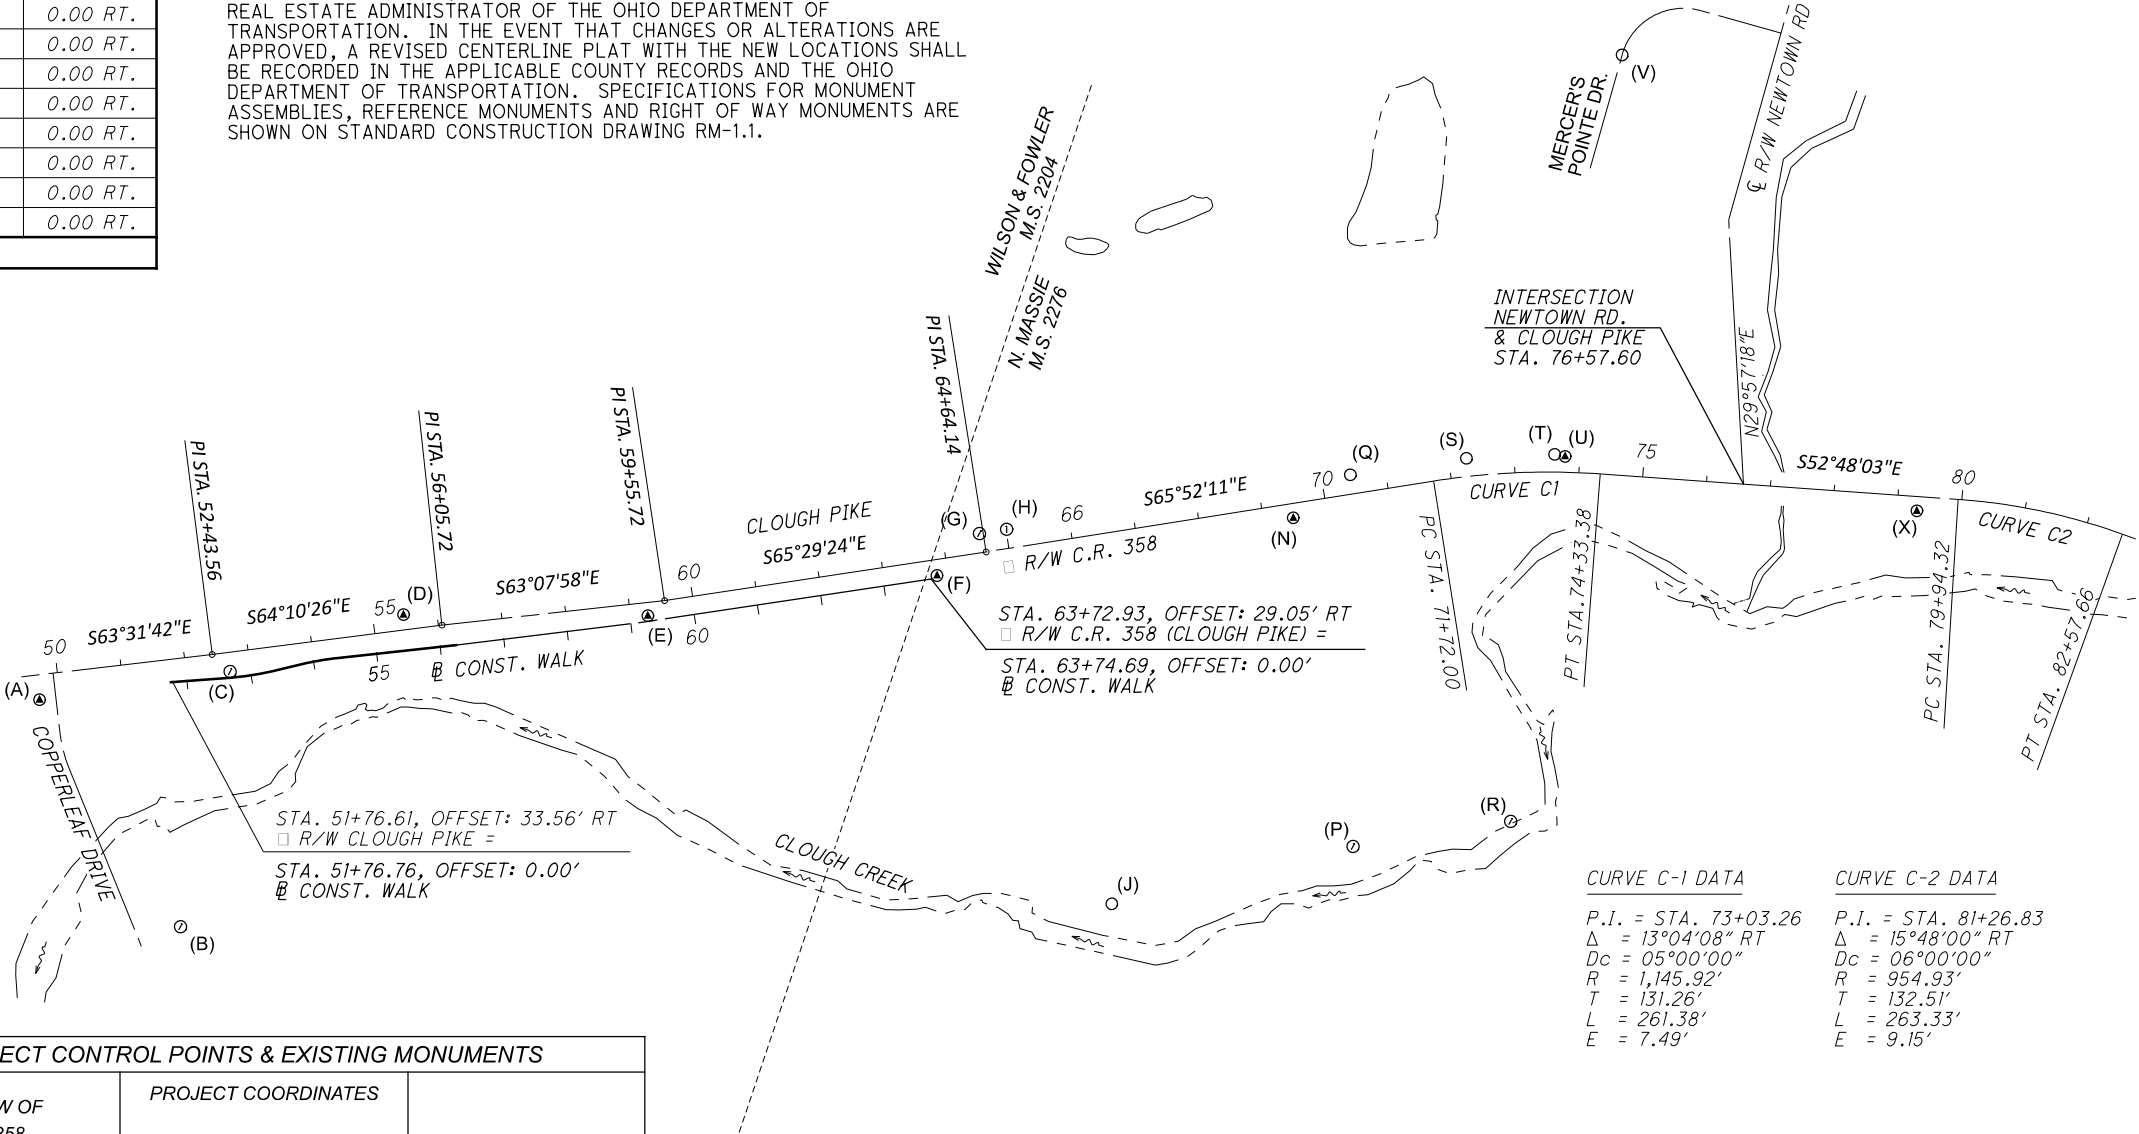 0.00 RT.
0.00 RT.
0.00 RT.
0.00 RT.
0.00 RT.
0.00 RT.
0.00 RT.
0.00 RT.
REAL ESTATE ADMINISTRATOR OF THE OHIO DEPARTMENT OF
TRANSPORTATION. IN THE EVENT THAT CHANGES OR ALTERATIONS ARE
APPROVED, A REVISED CENTERLINE PLAT WITH THE NEW LOCATIONS SHALL
BE RECORDED IN THE APPLICABLE COUNTY RECORDS AND THE OHIO
DEPARTMENT OF TRANSPORTATION. SPECIFICATIONS FOR MONUMENT
ASSEMBLIES, REFERENCE MONUMENTS AND RIGHT OF WAY MONUMENTS ARE
SHOWN ON STANDARD CONSTRUCTION DRAWING RM-1.1.
WILSON & FOWLER
M.S. 2204
N. MASSIE
M.S. 2276
MERCER'S
POINTE DR.
(V)
℄ R/W NEWTOWN RD
N29°57'18"E
INTERSECTION
NEWTOWN RD.
& CLOUGH PIKE
STA. 76+57.60
PI STA. 52+43.56
PI STA. 56+05.72
PI STA. 59+55.72
PI STA. 64+64.14
50
S63°31'42"E
S64°10'26"E
55
(D)
S63°07'58"E
60
CLOUGH PIKE
S65°29'24"E
(G)
(H)
66
R/W C.R. 358
S65°52'11"E
70
(Q)
(S)
(T)
(U)
75
CURVE C1
S52°48'03"E
80
CURVE C2
(A)
(C)
55
BL CONST. WALK
(E)
60
(F)
(N)
(X)
PC STA. 71+72.00
PT STA. 74+33.38
PC STA. 79+94.32
PT STA. 82+57.66
STA. 63+72.93, OFFSET: 29.05' RT
R/W C.R. 358 (CLOUGH PIKE) =
STA. 63+74.69, OFFSET: 0.00'
BL CONST. WALK
COPPERLEAF DRIVE
STA. 51+76.61, OFFSET: 33.56' RT
R/W CLOUGH PIKE =
STA. 51+76.76, OFFSET: 0.00'
BL CONST. WALK
(B)
CLOUGH CREEK
(J)
(P)
(R)
CURVE C-1 DATA
P.I. = STA. 73+03.26
Δ = 13°04'08" RT
Dc = 05°00'00"
R = 1,145.92'
T = 131.26'
L = 261.38'
E = 7.49'
CURVE C-2 DATA
P.I. = STA. 81+26.83
Δ = 15°48'00" RT
Dc = 06°00'00"
R = 954.93'
T = 132.51'
L = 263.33'
E = 9.15'
ECT CONTROL POINTS & EXISTING MONUMENTS
W OF
PROJECT COORDINATES